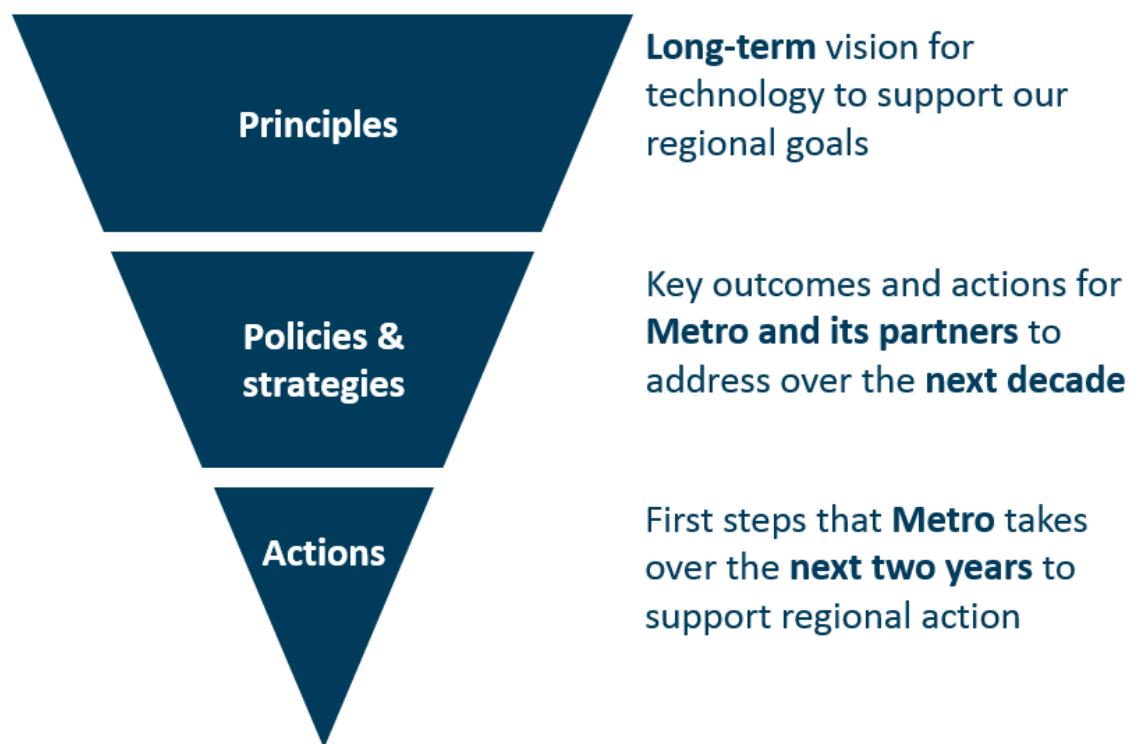 Principles
Long-term vision for
technology to support our
regional goals
Policies &
strategies
Key outcomes and actions for
Metro and its partners to
address over the next decade
Actions
First steps that Metro takes
over the next two years to
support regional action